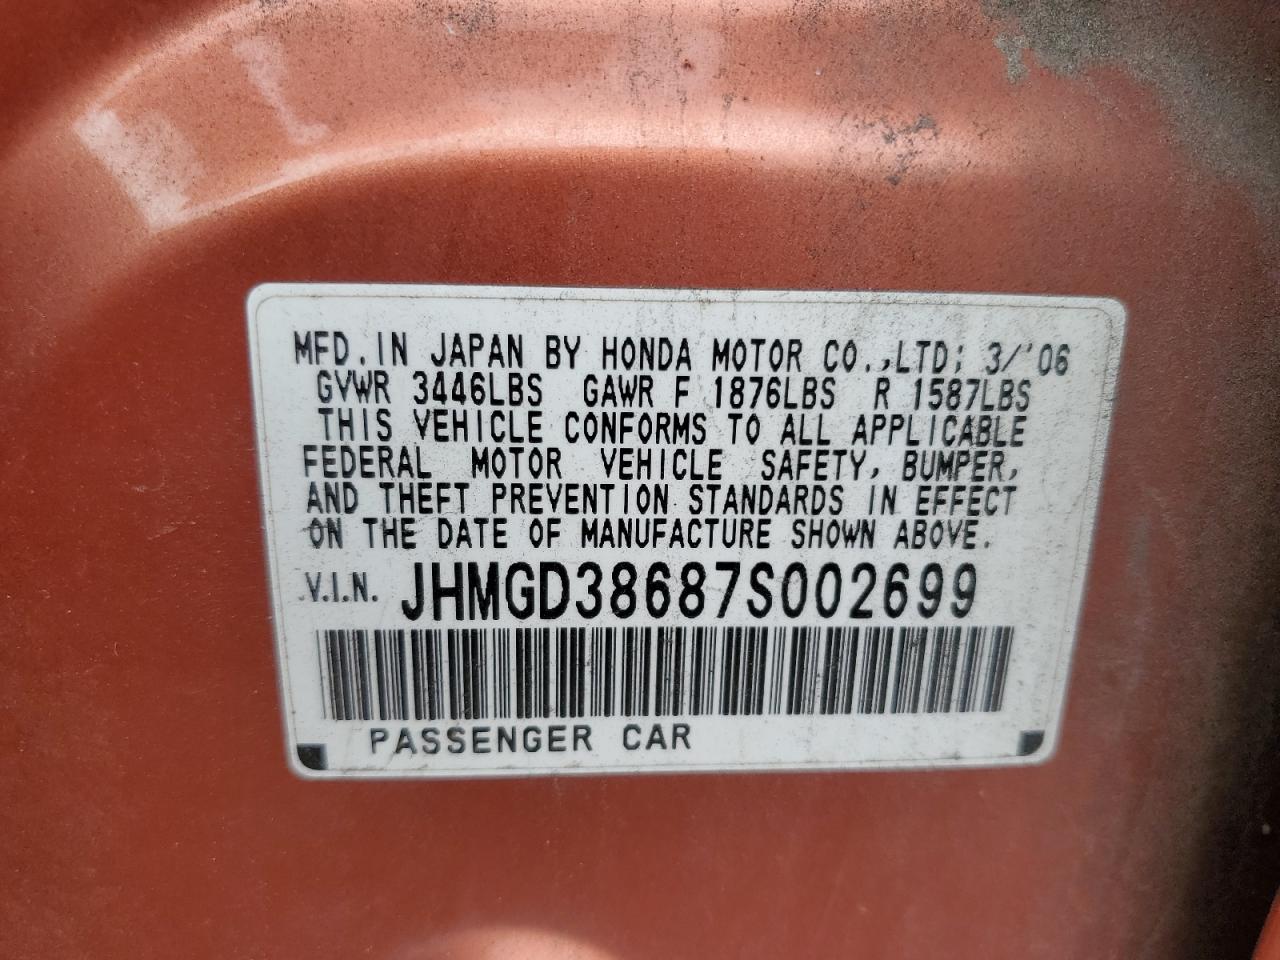 MFD. IN JAPAN BY HONDA MOTOR CO.,LTD; 3/'06
GVWR 3446LBS GAWR F 1876LBS R 1587LBS
THIS VEHICLE CONFORMS TO ALL APPLICABLE
FEDERAL MOTOR VEHICLE SAFETY, BUMPER,
AND THEFT PREVENTION STANDARDS IN EFFECT
ON THE DATE OF MANUFACTURE SHOWN ABOVE.
V.I.N. JHMGD38687S002699
PASSENGER CAR